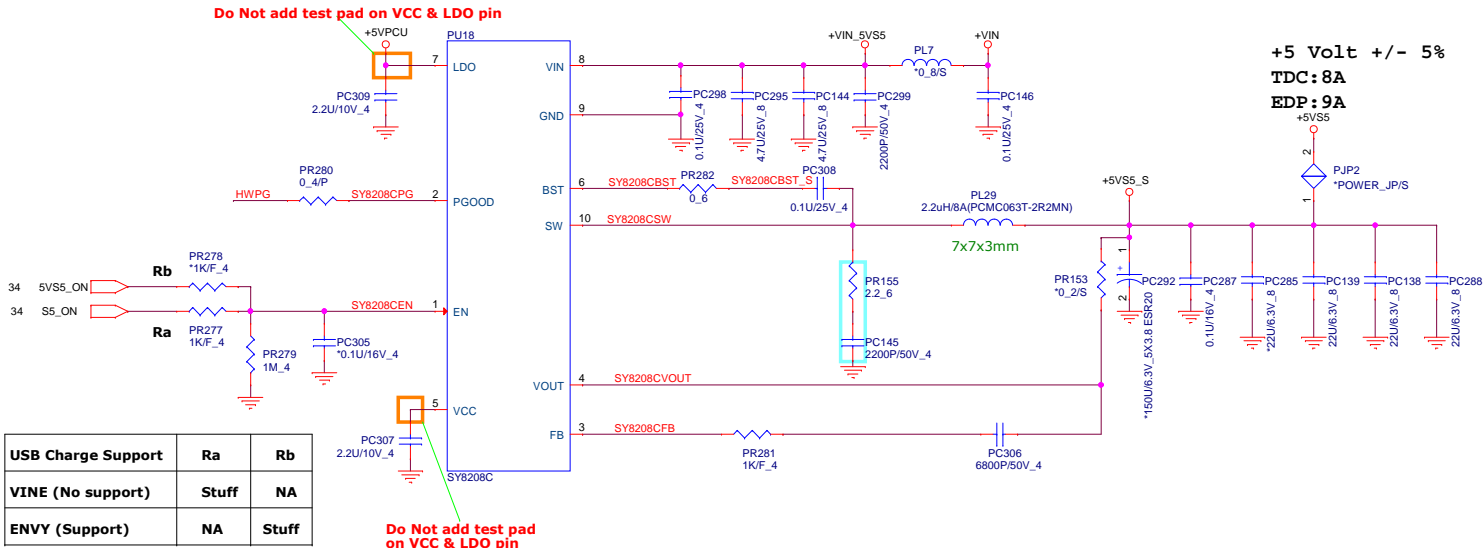 Do Not add test pad on VCC & LDO pin
+5VPCU
PU18
+VIN_5VS5
+VIN
PL7
*0_8/S
+5 Volt +/- 5%
TDC:8A
EDP:9A
+5VS5
7
LDO
VIN
8
PC309
2.2U/10V_4
GND
9
PC298
0.1U/25V_4
PC295
4.7U/25V_8
PC144
4.7U/25V_8
PC299
2200P/50V_4
PC146
0.1U/25V_4
2
PJP2
*POWER_JP/S
1
PR280
0_4/P
HWPG
SY8208CPG
2
PGOOD
BST
6
SY8208CBST
PR282
0_6
SY8208CBST_S
PC308
0.1U/25V_4
+5VS5_S
PL29
2.2uH/8A(PCMC063T-2R2MN)
7x7x3mm
SW
10
SY8208CSW
34
5VS5_ON
Rb
PR278
*1K/F_4
34
S5_ON
Ra
PR277
1K/F_4
SY8208CEN
1
EN
PR279
1M_4
PC305
*0.1U/16V_4
PR155
2.2_6
PC145
2200P/50V_4
PR153
*0_2/S
1
+
2
PC292
*150U/6.3V_5X3.8 ESR20
PC287
0.1U/16V_4
PC285
*22U/6.3V_8
PC139
22U/6.3V_8
PC138
22U/6.3V_8
PC288
22U/6.3V_8
VOUT
4
SY8208CVOUT
5
VCC
PC307
2.2U/10V_4
FB
3
SY8208CFB
PR281
1K/F_4
PC306
6800P/50V_4
SY8208C
USB Charge Support Ra Rb
VINE (No support) Stuff NA
ENVY (Support) NA Stuff
Do Not add test pad
on VCC & LDO pin